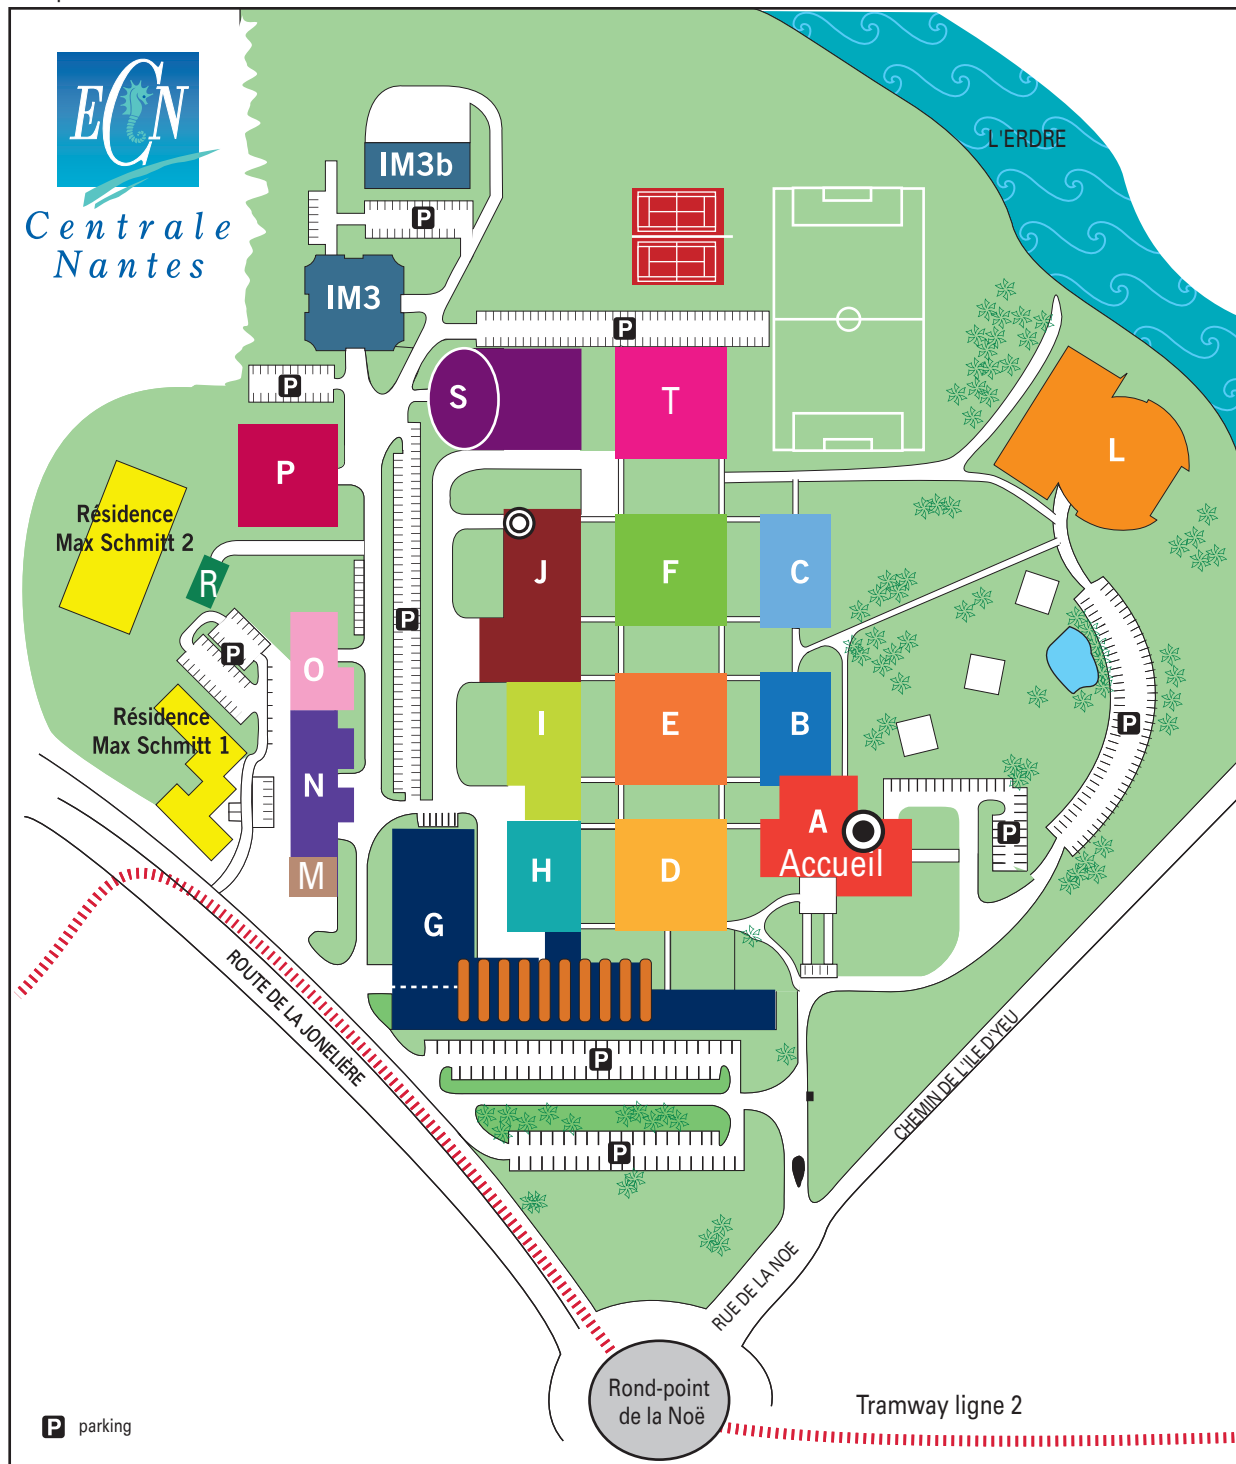 ECN
Centrale
Nantes
L'ERDRE
IM3b
P
IM3
P
P
S
T
L
P
Résidence
Max Schmitt 2
R
J
F
C
P
O
P
Résidence
Max Schmitt 1
I
E
B
P
N
A
Accueil
P
M
H
D
G
ROUTE DE LA JONELIÈRE
P
CHEMIN DE L'ILE D'YEU
P
RUE DE LA NOE
Rond-point
de la Noë
Tramway ligne 2
P parking